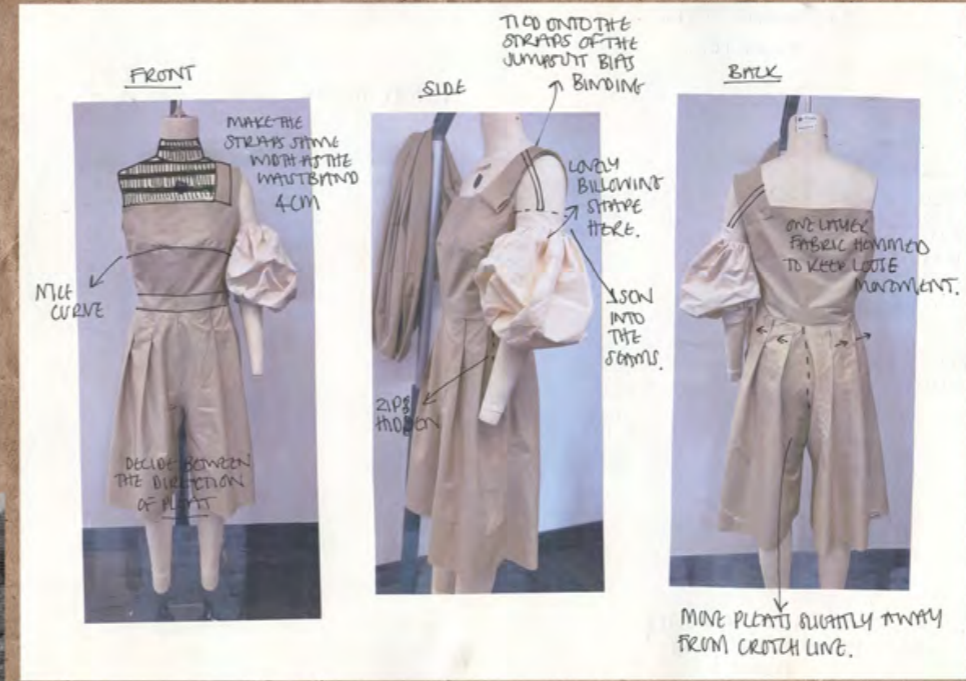 FRONT
MAKE THE
STRAPS SAME
WIDTH AS THE
WAISTBAND
4CM
NICE
CURVE
DECIDE BETWEEN
THE DIRECTION
OF PLEAT
SIDE
TIED ONTO THE
STRAPS OF THE
JUMPSUIT BIAS
BINDING
LOVELY
BILLOWING
SHAPE
HERE.
SEW
INTO
THE
SEAMS.
ZIPS
HIDDEN
BACK
ONE LAYER
FABRIC HEMMED
TO KEEP LOOSE
MOVEMENT.
MOVE PLEATS SLIGHTLY AWAY
FROM CROTCH LINE.